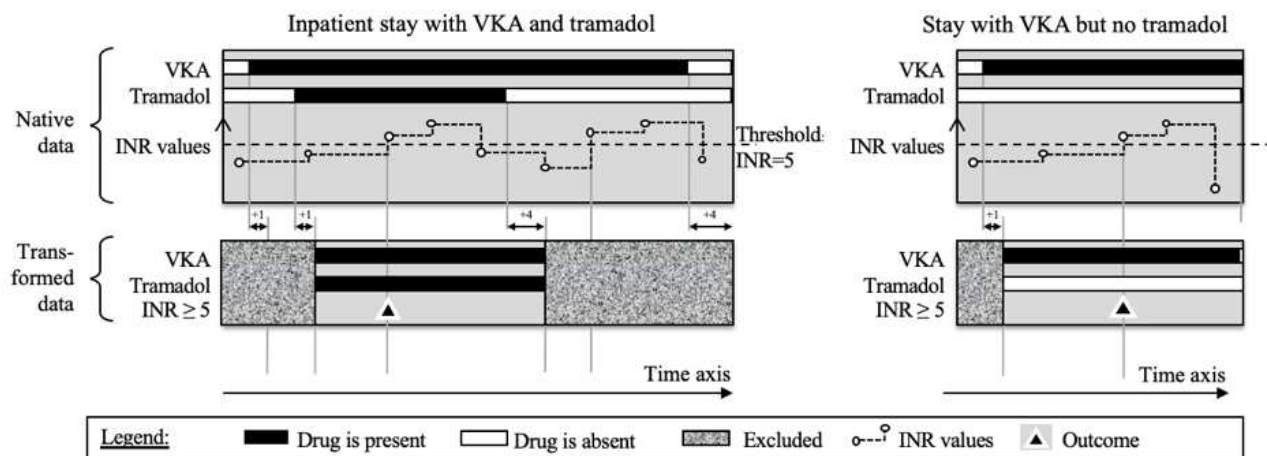 Inpatient stay with VKA and tramadol
Stay with VKA but no tramadol
Native
data
VKA
Tramadol
INR values
Threshold:
INR=5
VKA
Tramadol
INR values
+1
+1
+4
+4
+1
Trans-
formed
data
VKA
Tramadol
INR ≥ 5
VKA
Tramadol
INR ≥ 5
Time axis
Time axis
Legend:
Drug is present
Drug is absent
Excluded
INR values
Outcome